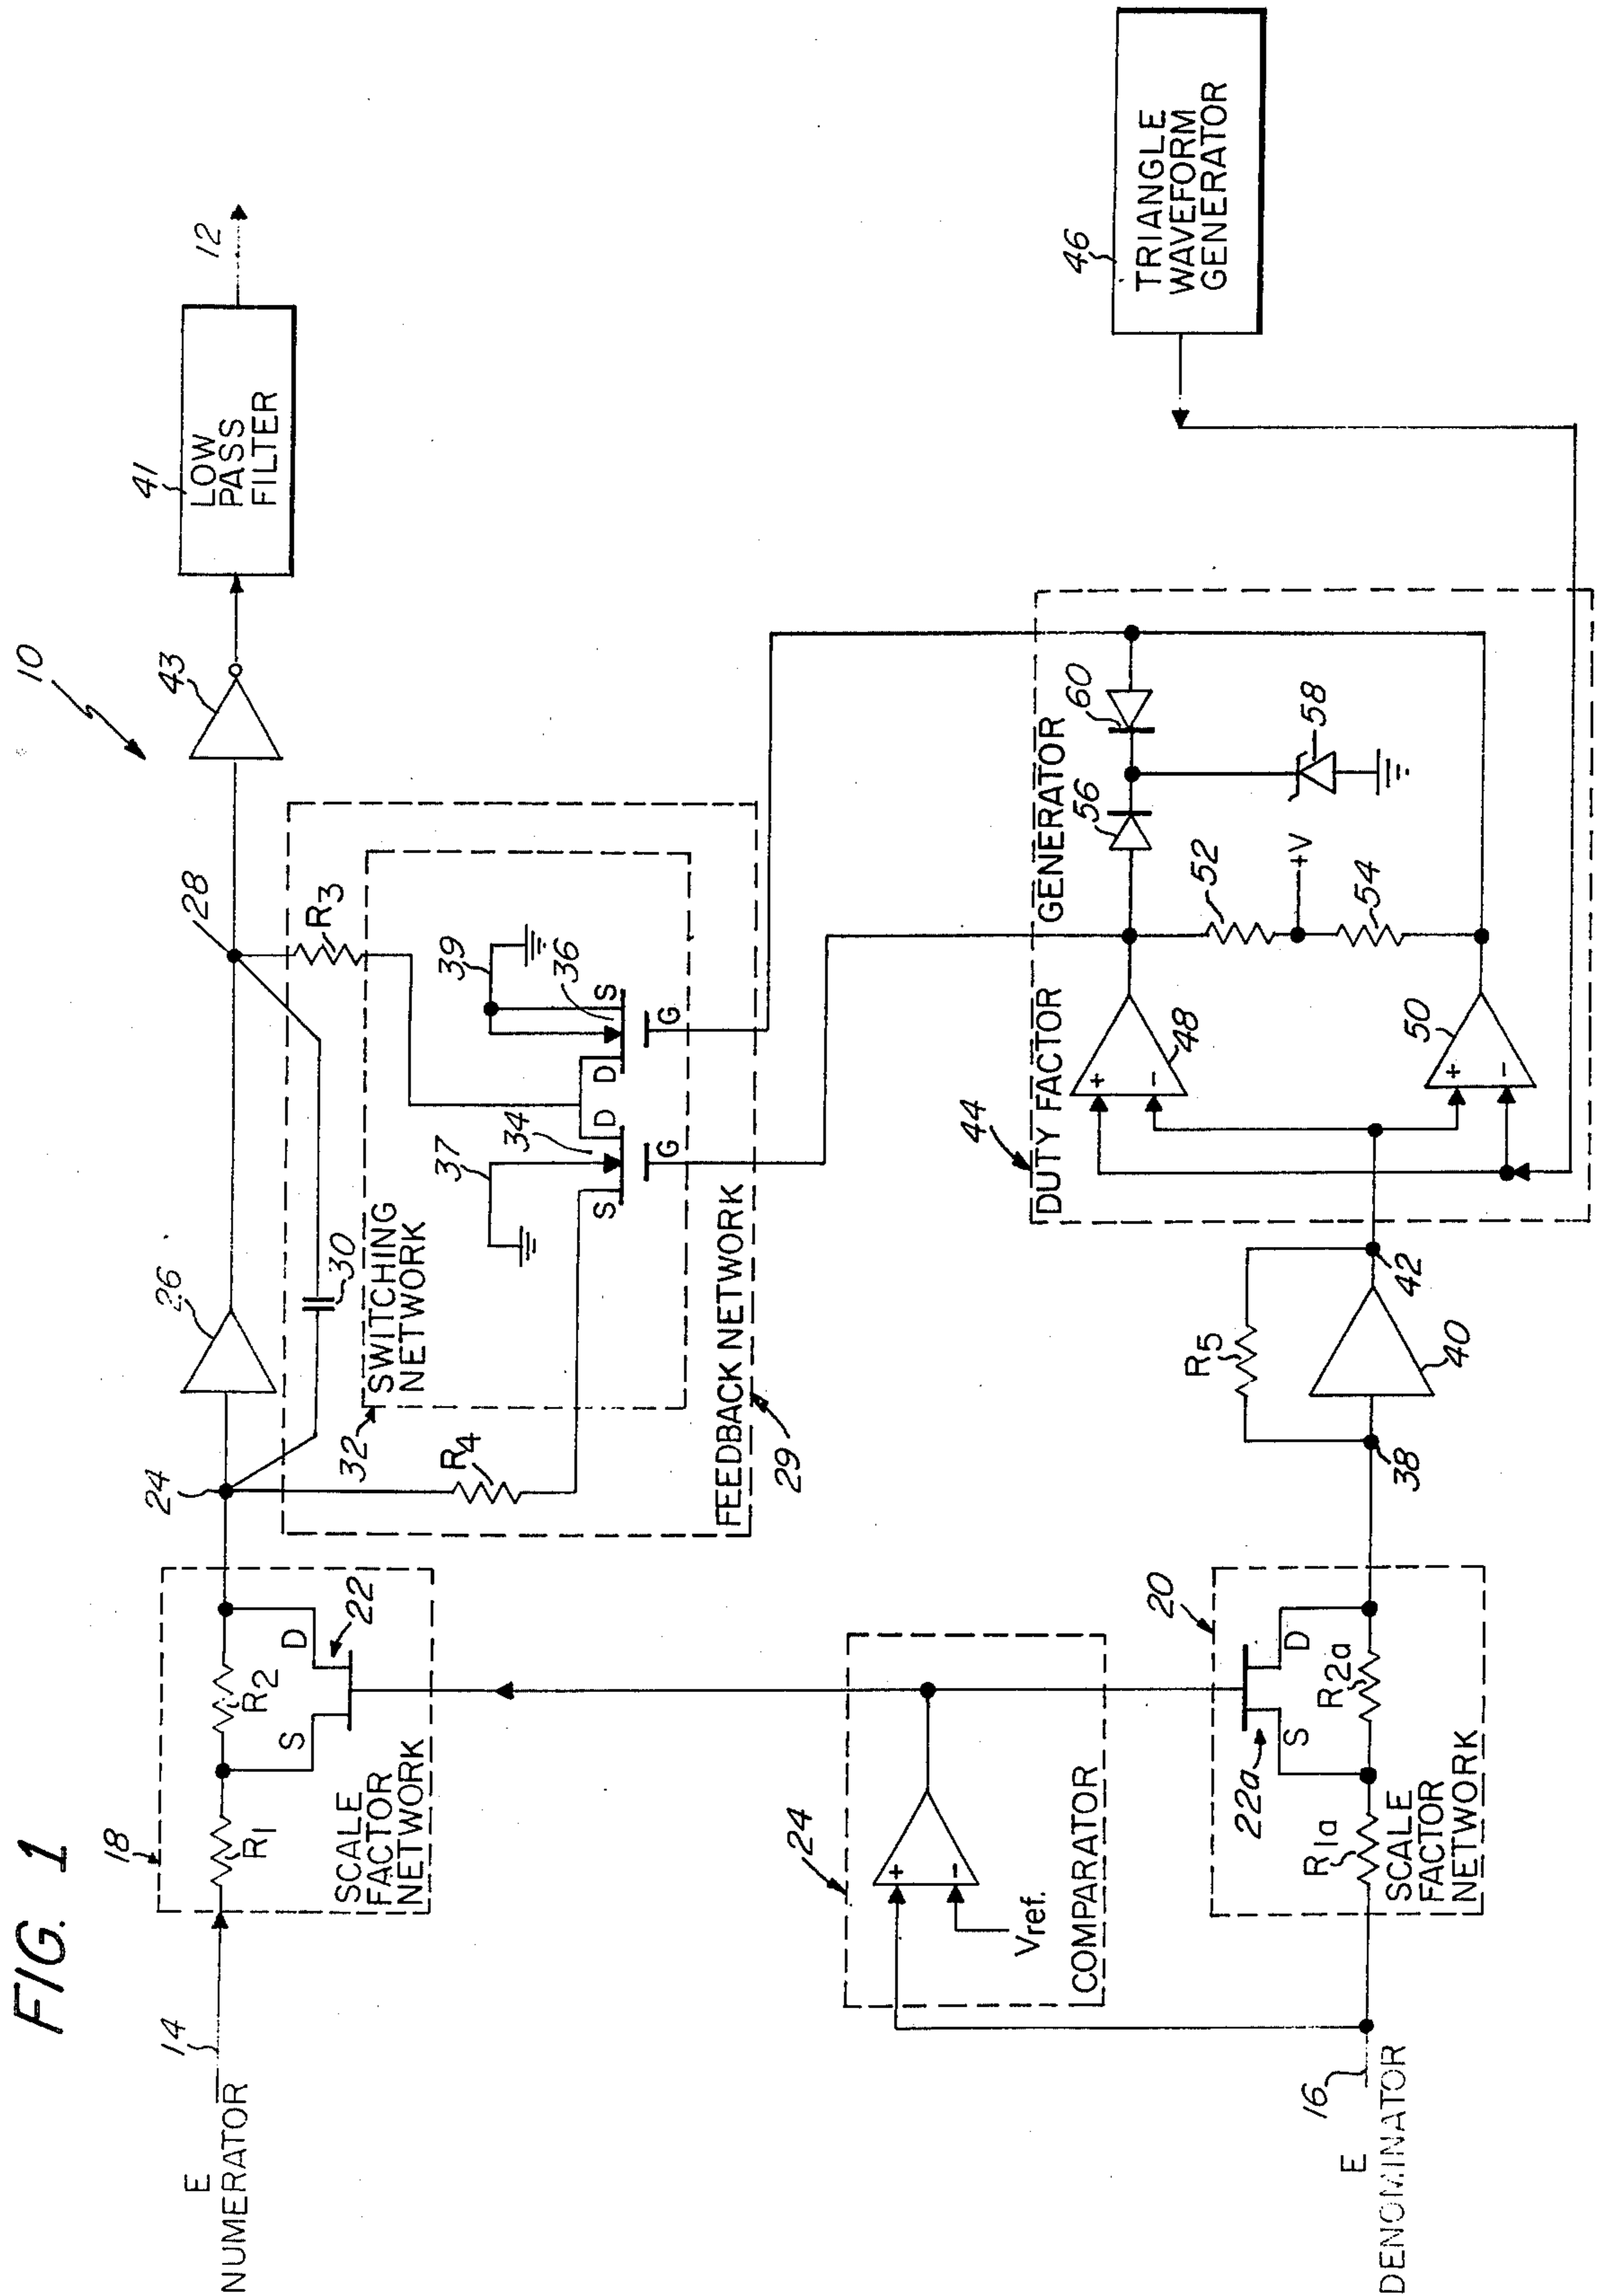 FIG. 1
10
E
NUMERATOR
14
18
R1
R2
S
D
22
SCALE
FACTOR
NETWORK
24
26
28
43
41
LOW
PASS
FILTER
12
30
R3
R4
32
SWITCHING
NETWORK
37
34
S
D
G
39
36
D
S
G
FEEDBACK NETWORK
29
24
+
-
Vref.
COMPARATOR
E
DENOMINATOR
16
20
22a
S
D
R1a
R2a
SCALE
FACTOR
NETWORK
38
R5
40
42
44
DUTY FACTOR GENERATOR
+
-
48
+
-
50
52
+V
54
56
60
58
46
TRIANGLE
WAVEFORM
GENERATOR